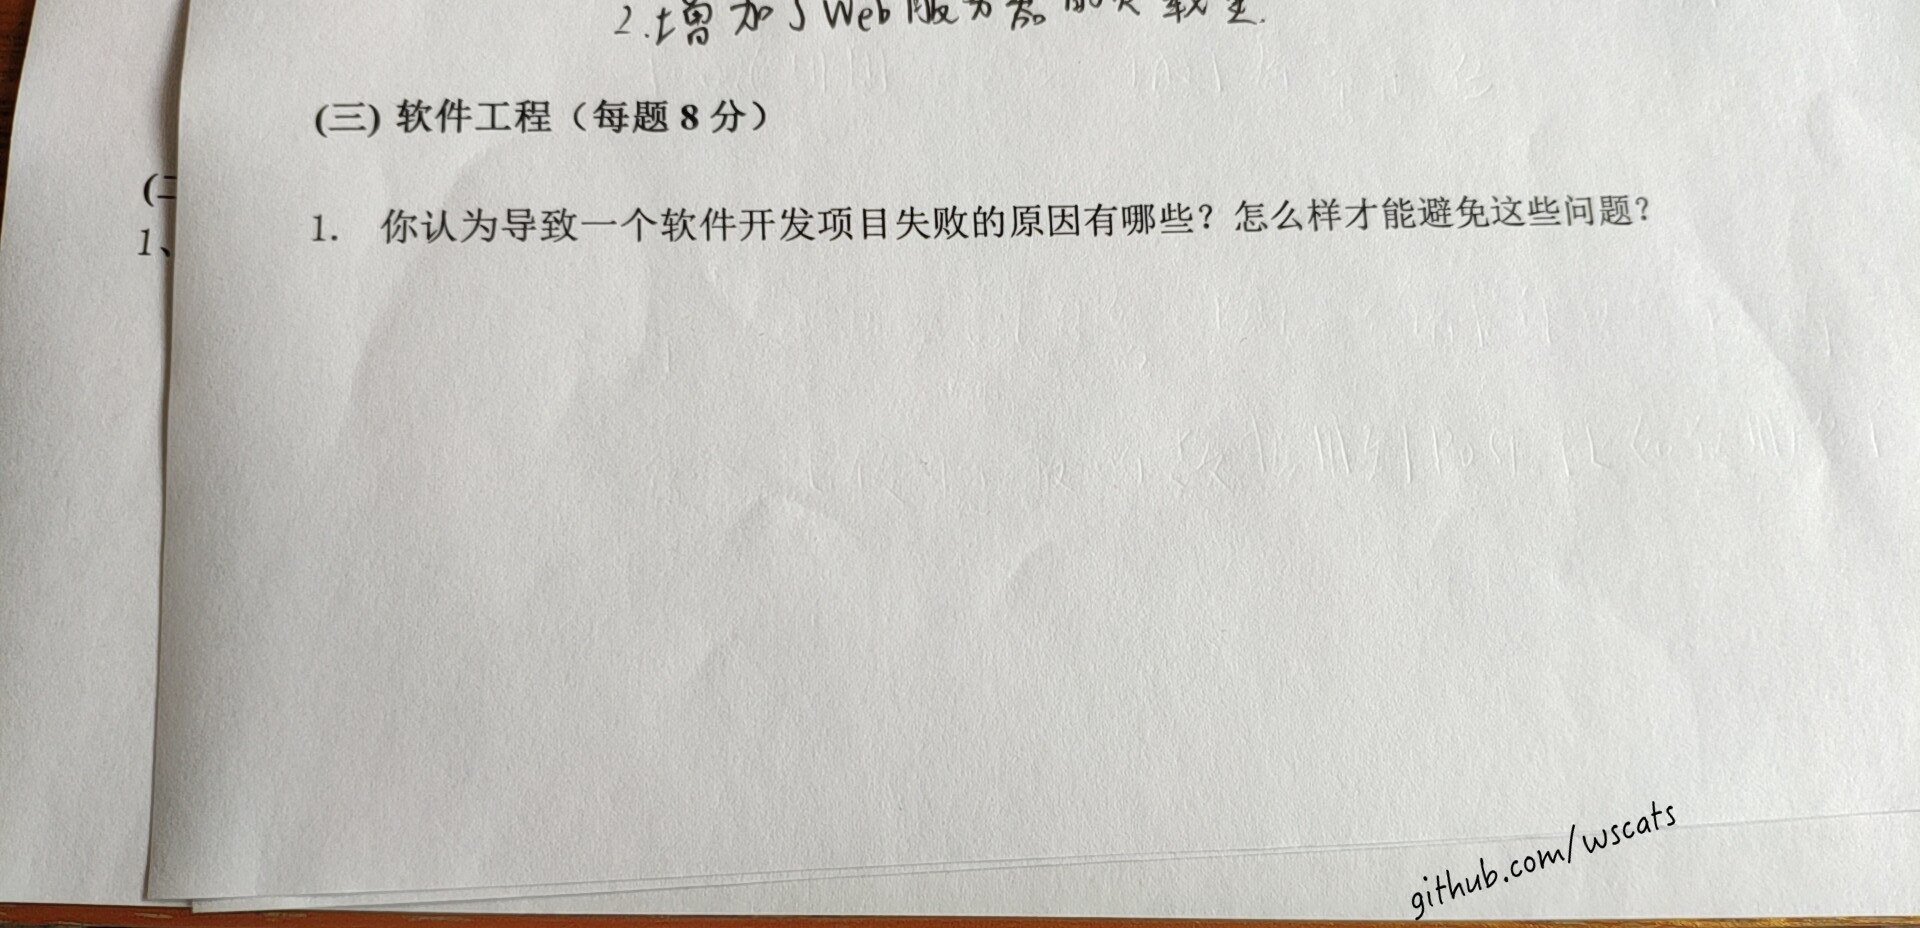 2.增加了Web服务器的负载量.
(三) 软件工程（每题 8 分）
(二
1、
1. 你认为导致一个软件开发项目失败的原因有哪些？怎么样才能避免这些问题？
github.com/wscats